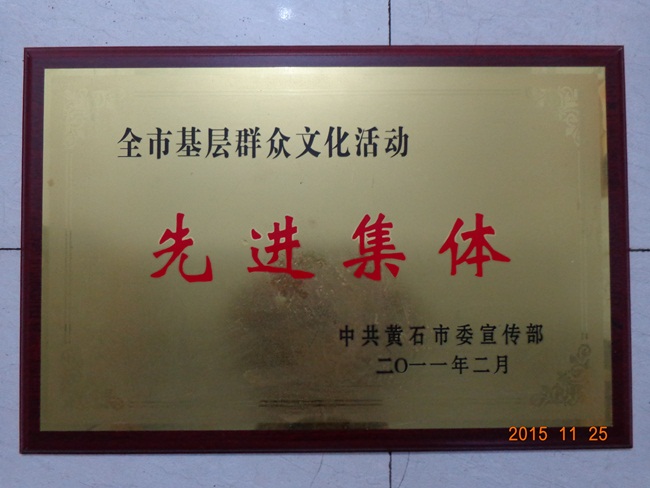 全市基层群众文化活动
先进集体
中共黄石市委宣传部
二〇一一年二月
2015 11 25